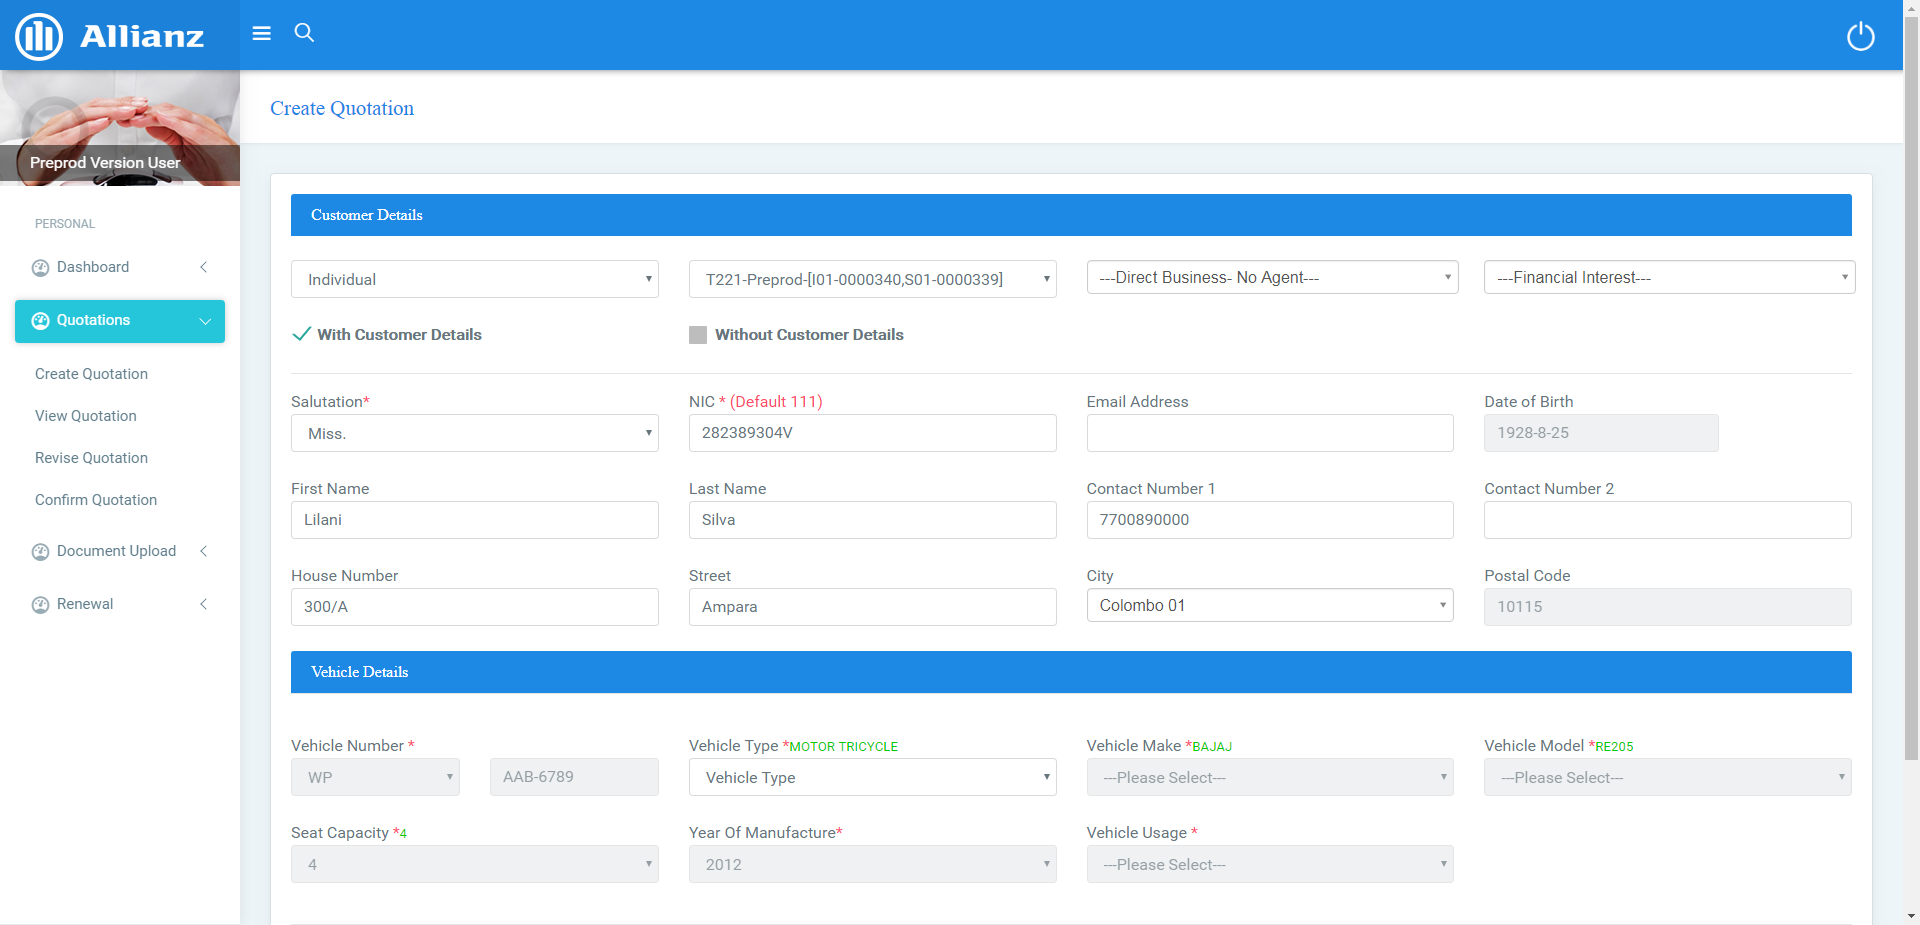 Allianz
Create Quotation
Preprod Version User
PERSONAL
Dashboard
Quotations
Create Quotation
View Quotation
Revise Quotation
Confirm Quotation
Document Upload
Renewal
Customer Details
Individual
T221-Preprod-[I01-0000340,S01-0000339]
---Direct Business- No Agent---
---Financial Interest---
With Customer Details
Without Customer Details
Salutation*
NIC * (Default 111)
Email Address
Date of Birth
Miss.
282389304V
1928-8-25
First Name
Last Name
Contact Number 1
Contact Number 2
Lilani
Silva
7700890000
House Number
Street
City
Postal Code
300/A
Ampara
Colombo 01
10115
Vehicle Details
Vehicle Number *
Vehicle Type *MOTOR TRICYCLE
Vehicle Make *BAJAJ
Vehicle Model *RE205
WP
AAB-6789
Vehicle Type
---Please Select---
---Please Select---
Seat Capacity *4
Year Of Manufacture*
Vehicle Usage *
4
2012
---Please Select---